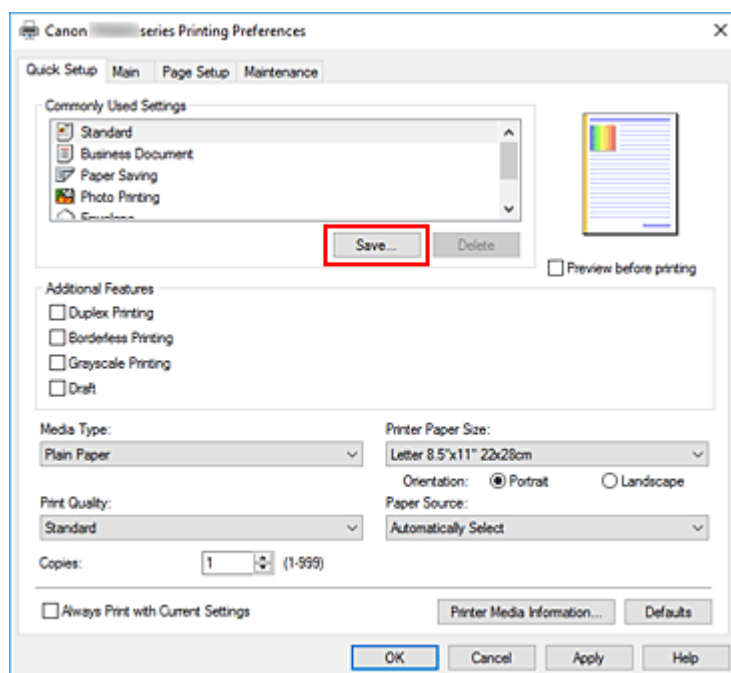 Canon series Printing Preferences
Quick Setup Main Page Setup Maintenance
Commonly Used Settings
Standard
Business Document
Paper Saving
Photo Printing
Envelope
Save... Delete
Preview before printing
Additional Features
Duplex Printing
Borderless Printing
Grayscale Printing
Draft
Media Type: Printer Paper Size:
Plain Paper Letter 8.5"x11" 22x28cm
Orientation: Portrait Landscape
Print Quality: Paper Source:
Standard Automatically Select
Copies: 1 (1-999)
Always Print with Current Settings Printer Media Information... Defaults
OK Cancel Apply Help